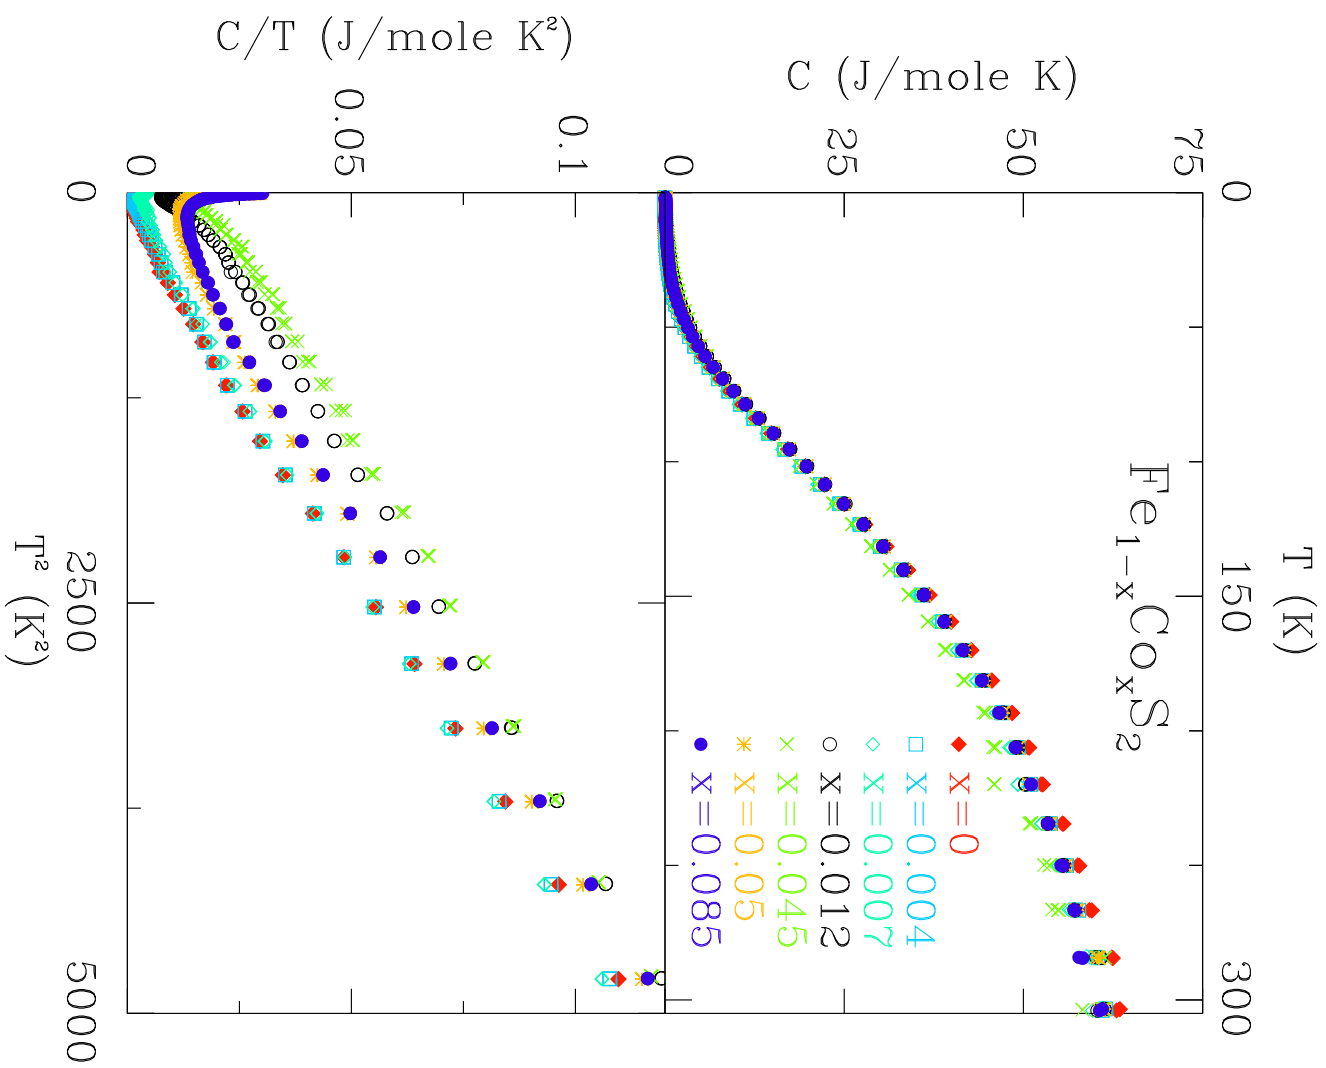 T (K)
0
150
300
C (J/mole K)
75
50
25
0
Fe₁₋ₓCoₓS₂
x=0
x=0.004
x=0.007
x=0.012
x=0.045
x=0.05
x=0.085
C/T (J/mole K²)
0.1
0.05
0
0
2500
5000
T² (K²)